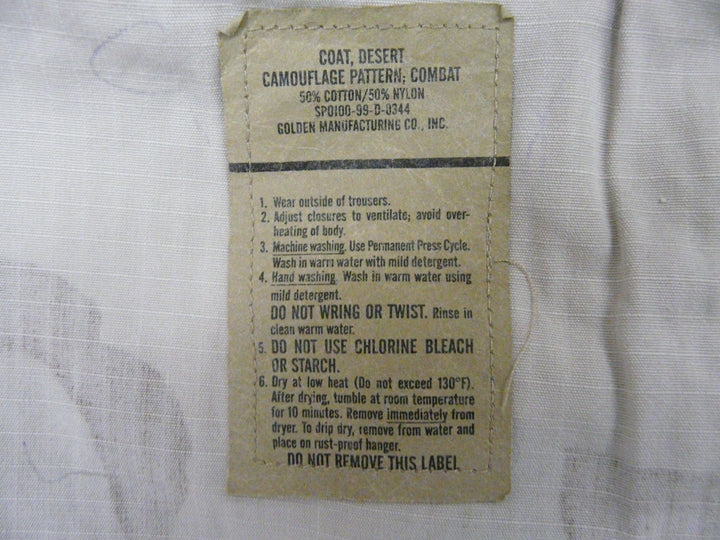 COAT, DESERT
CAMOUFLAGE PATTERN: COMBAT
50% COTTON/50% NYLON
SPO100-99-D-0344
GOLDEN MANUFACTURING CO., INC.
1. Wear outside of trousers.
2. Adjust closures to ventilate; avoid over-
heating of body.
3. Machine washing. Use Permanent Press Cycle.
Wash in warm water with mild detergent.
4. Hand washing. Wash in warm water using
mild detergent.
DO NOT WRING OR TWIST. Rinse in
clean warm water.
5. DO NOT USE CHLORINE BLEACH
OR STARCH.
6. Dry at low heat (Do not exceed 130°F).
After drying, tumble at room temperature
for 10 minutes. Remove immediately from
dryer. To drip dry, remove from water and
place on rust-proof hanger.
DO NOT REMOVE THIS LABEL